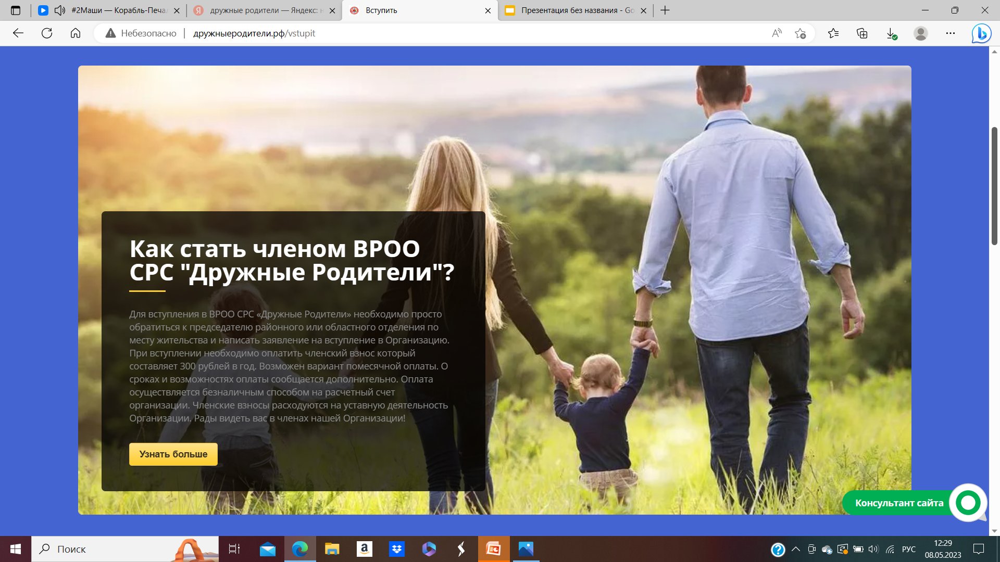 #2Маши — Корабль-Печа
дружные родители — Яндекс:
Вступить
Презентация без названия - Go
Небезопасно
дружныеродители.рф/vstupit
Как стать членом ВРОО
СРС "Дружные Родители"?
Для вступления в ВРОО СРС «Дружные Родители» необходимо просто
обратиться к председателю районного или областного отделения по
месту жительства и написать заявление на вступление в Организацию.
При вступлении необходимо оплатить членский взнос который
составляет 300 рублей в год. Возможен вариант помесячной оплаты. О
сроках и возможностях оплаты сообщается дополнительно. Оплата
осуществляется безналичным способом на расчетный счет
организации. Членские взносы расходуются на уставную деятельность
Организации. Рады видеть вас в членах нашей Организации!
Узнать больше
Консультант сайта
Поиск
РУС
12:29
08.05.2023